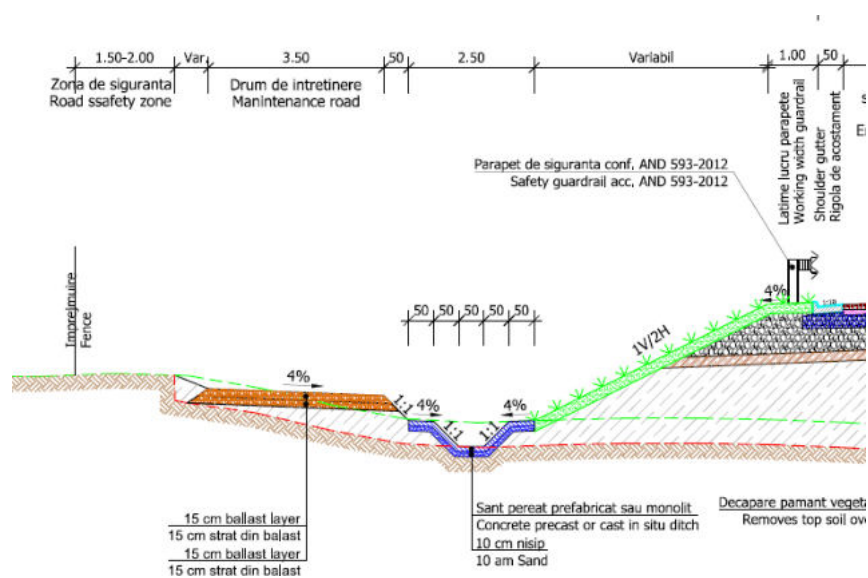 1.50-2.00 Var. 3.50 50 2.50 Variabil 1.00 50
Zona de siguranta
Road ssafety zone
Drum de intretinere
Manintenance road
Latime lucru parapete
Working width guardrail
Shoulder gutter
Rigola de acostament
Parapet de siguranta conf, AND 593-2012
Safety guardrail acc, AND 593-2012
Imprejmuire
Fence
50 50 50 50 50
4%
1V/2H
4%
1:1
4%
1:1
1:1
4%
15 cm ballast layer
15 cm strat din balast
15 cm ballast layer
15 cm strat din balast
Sant pereat prefabricat sau monolit
Concrete precast or cast in situ ditch
10 cm nisip
10 am Sand
Decapare pamant vegeta
Removes top soil ov